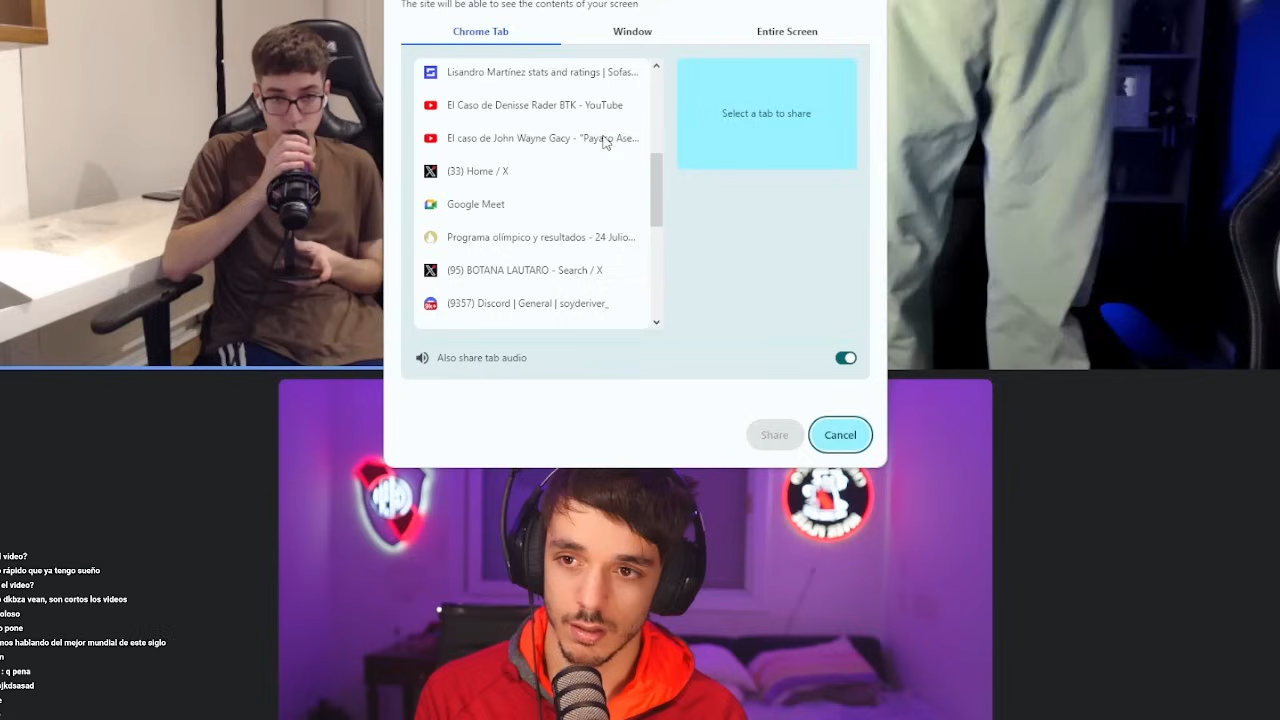 The site will be able to see the contents of your screen
Chrome Tab
Window
Entire Screen
Lisandro Martínez stats and ratings | Sofas...
El Caso de Denisse Rader BTK - YouTube
El caso de John Wayne Gacy - "Payaso Ase...
(33) Home / X
Google Meet
Programa olímpico y resultados - 24 Julio...
(95) BOTANA LAUTARO - Search / X
(9357) Discord | General | soyderiver_
Select a tab to share
Also share tab audio
Share
Cancel
video?
rápido que ya tengo sueño
el video?
dkbza vean, son cortos los videos
pone
hablando del mejor mundial de este siglo
: q pena